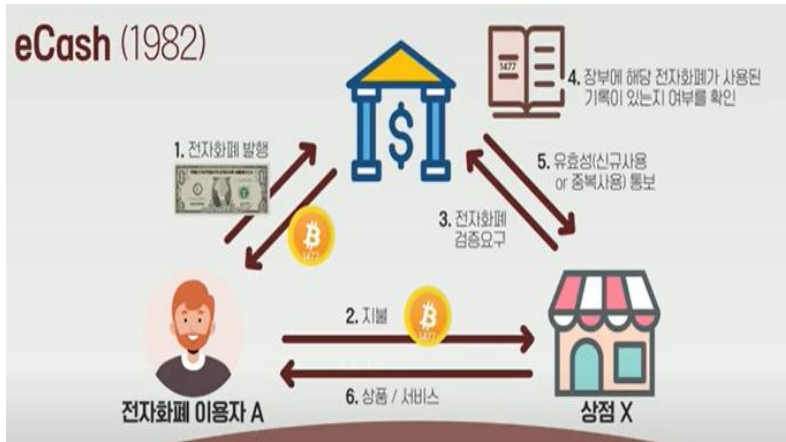 eCash (1982)
1477
4. 장부에 해당 전자화폐가 사용된
기록이 있는지 여부를 확인
1. 전자화폐 발행
5. 유효성(신규사용
or 중복사용) 통보
3. 전자화폐
검증요구
1477
2. 지불
1477
6. 상품 / 서비스
전자화폐 이용자 A
상점 X